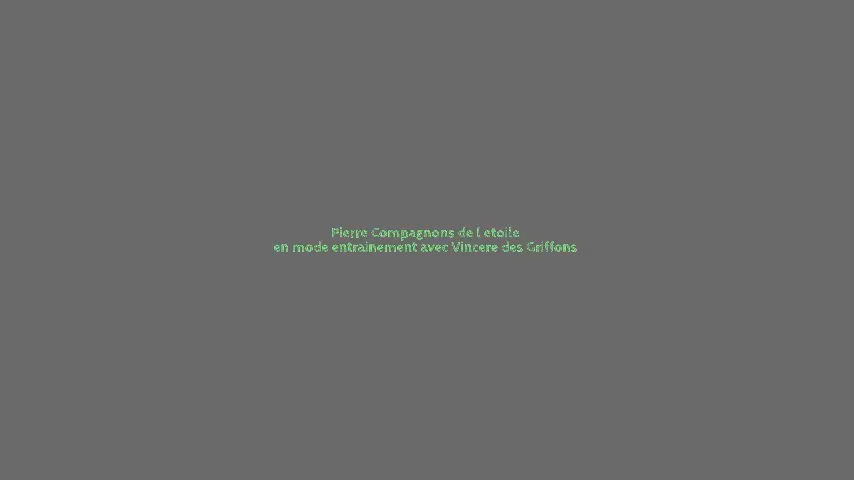 Pierre Compagnons de l etoile
en mode entrainement avec Vincere des Griffons